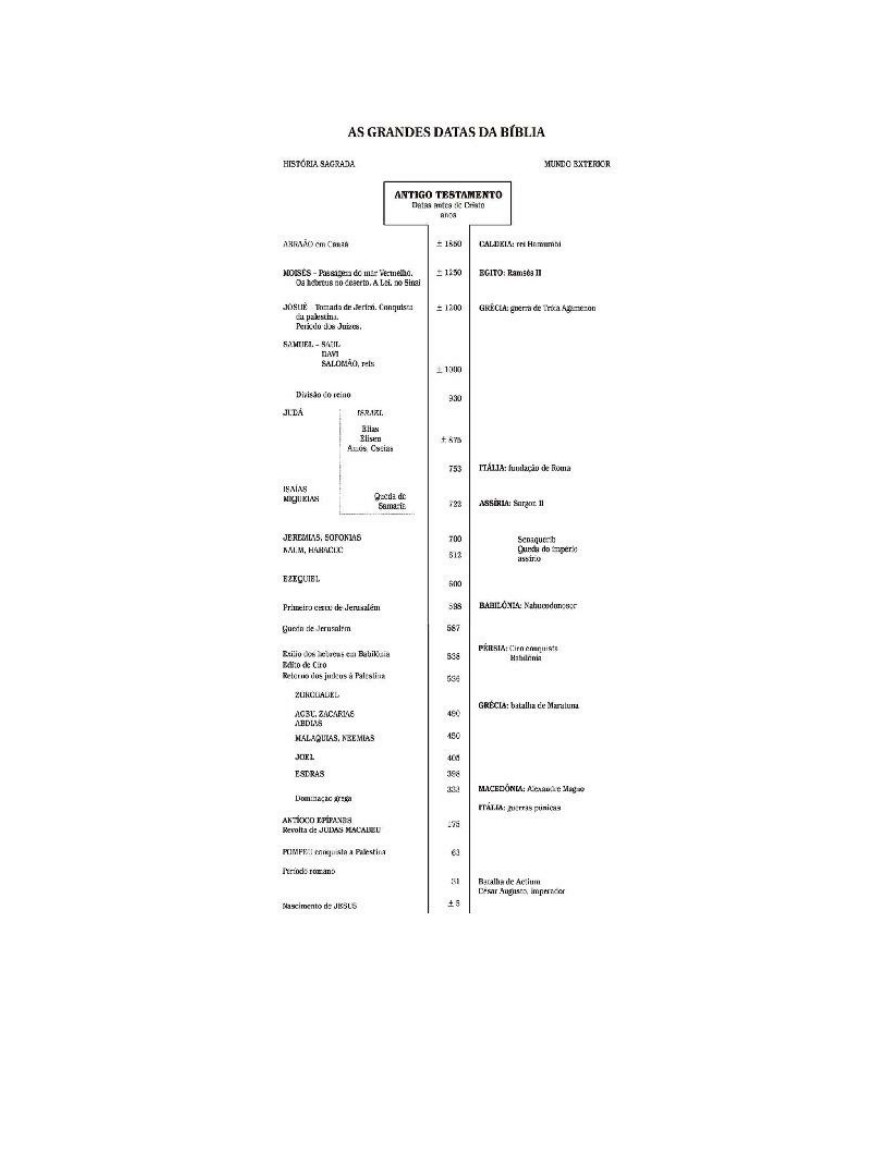 AS GRANDES DATAS DA BÍBLIA
HISTÓRIA SAGRADA MUNDO EXTERIOR
ANTIGO TESTAMENTO
Datas antes de Cristo
anos
ABRAÃO em Canaã ± 1850 CALDEIA: rei Hamurabi
MOISÉS – Passagem do mar Vermelho. ± 1250 EGITO: Ramsés II
Os hebreus no deserto. A Lei, no Sinai
JOSUÉ – Tomada de Jericó. Conquista ± 1200 GRÉCIA: guerra de Troia Agamenon
da palestina.
Período dos Juízes.
SAMUEL – SAUL
DAVI
SALOMÃO, reis ± 1000
Divisão do reino 930
JUDÁ ISRAEL
Elias
Eliseu ± 875
Amós, Oseias
753 ITÁLIA: fundação de Roma
ISAÍAS
MIQUEIAS Queda de 722 ASSÍRIA: Sargon II
Samaria
JEREMIAS, SOFONIAS 700 Senaquerib
NAUM, HABACUC 612 Queda do império
assírio
EZEQUIEL 600
Primeiro cerco de Jerusalém 598 BABILÔNIA: Nabucodonosor
Queda de Jerusalém 587
PÉRSIA: Ciro conquista
Exílio dos hebreus em Babilônia 538 Babilônia
Edito de Ciro
Retorno dos judeus à Palestina 536
ZOROBABEL
GRÉCIA: batalha de Maratona
AGEU, ZACARIAS 490
ABDIAS
MALAQUIAS, NEEMIAS 450
JOEL 405
ESDRAS 398
333 MACEDÔNIA: Alexandre Magno
Dominação grega
ITÁLIA: guerras púnicas
ANTÍOCO EPÍFANES 175
Revolta de JUDAS MACABEU
POMPEU conquista a Palestina 63
Período romano
31 Batalha de Actium
César Augusto, imperador
Nascimento de JESUS ± 5